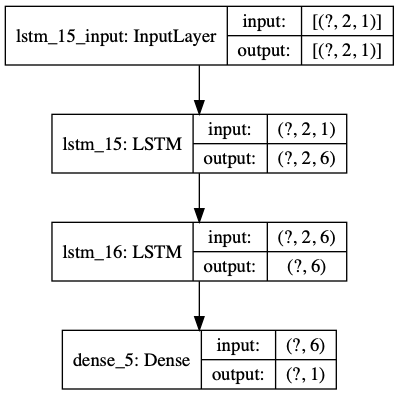 lstm_15_input: InputLayer
input:
[(?, 2, 1)]
output:
[(?, 2, 1)]
lstm_15: LSTM
input:
(?, 2, 1)
output:
(?, 2, 6)
lstm_16: LSTM
input:
(?, 2, 6)
output:
(?, 6)
dense_5: Dense
input:
(?, 6)
output:
(?, 1)